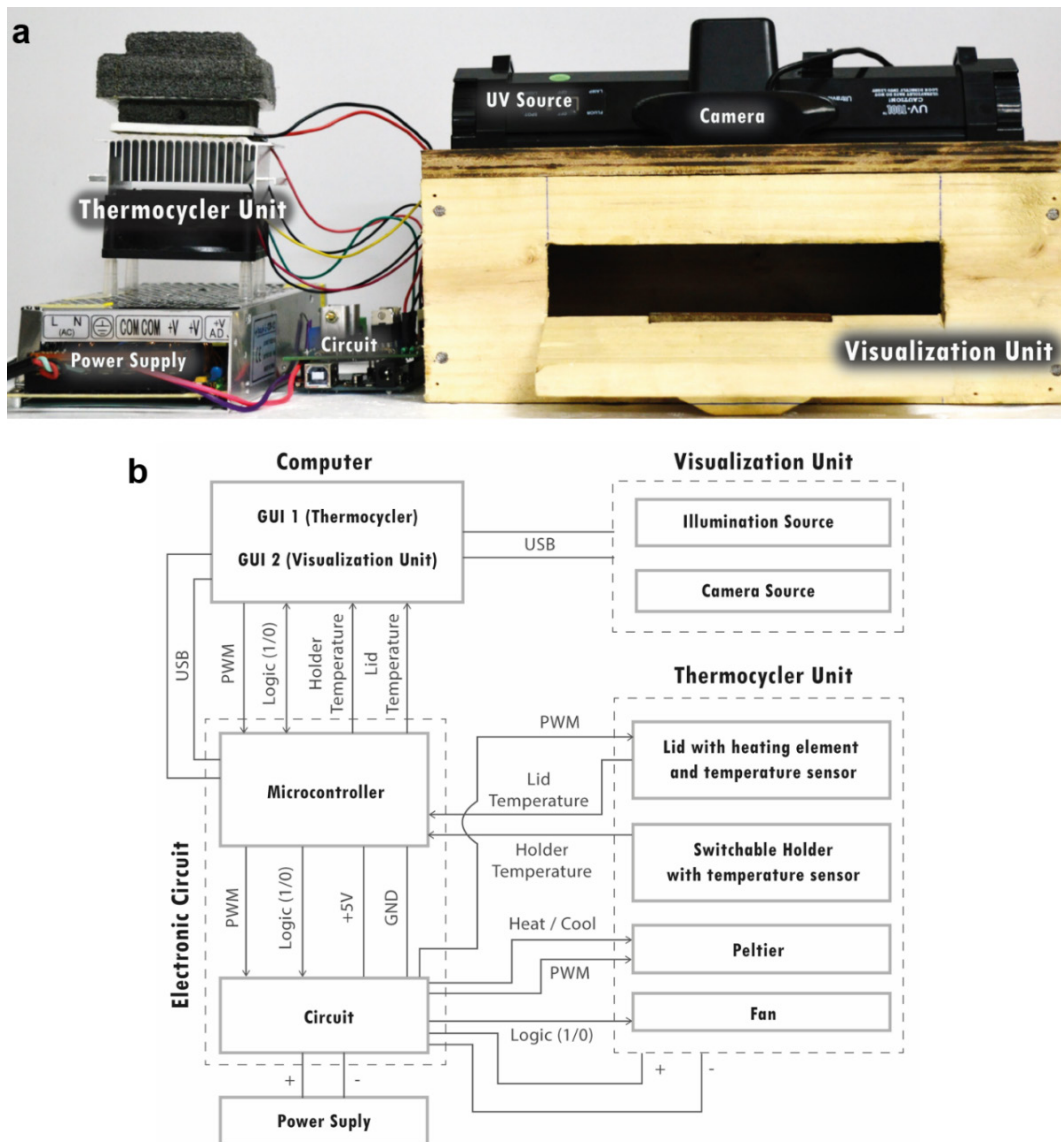 a
UV Source
Camera
UV
CAUTION!
Thermocycler Unit
L N
(AC)
COM COM +V +V
+V
A.D.
Power Supply
Circuit
Visualization Unit
b
Computer
GUI 1 (Thermocycler)
GUI 2 (Visualization Unit)
USB
Visualization Unit
Illumination Source
Camera Source
USB
PWM
Logic (1/0)
Holder
Temperature
Lid
Temperature
Electronic Circuit
Microcontroller
PWM
Lid
Temperature
Holder
Temperature
Thermocycler Unit
Lid with heating element
and temperature sensor
Switchable Holder
with temperature sensor
PWM
Logic (1/0)
+5V
GND
Heat / Cool
PWM
Peltier
Circuit
Logic (1/0)
Fan
+ -
+ -
Power Suply